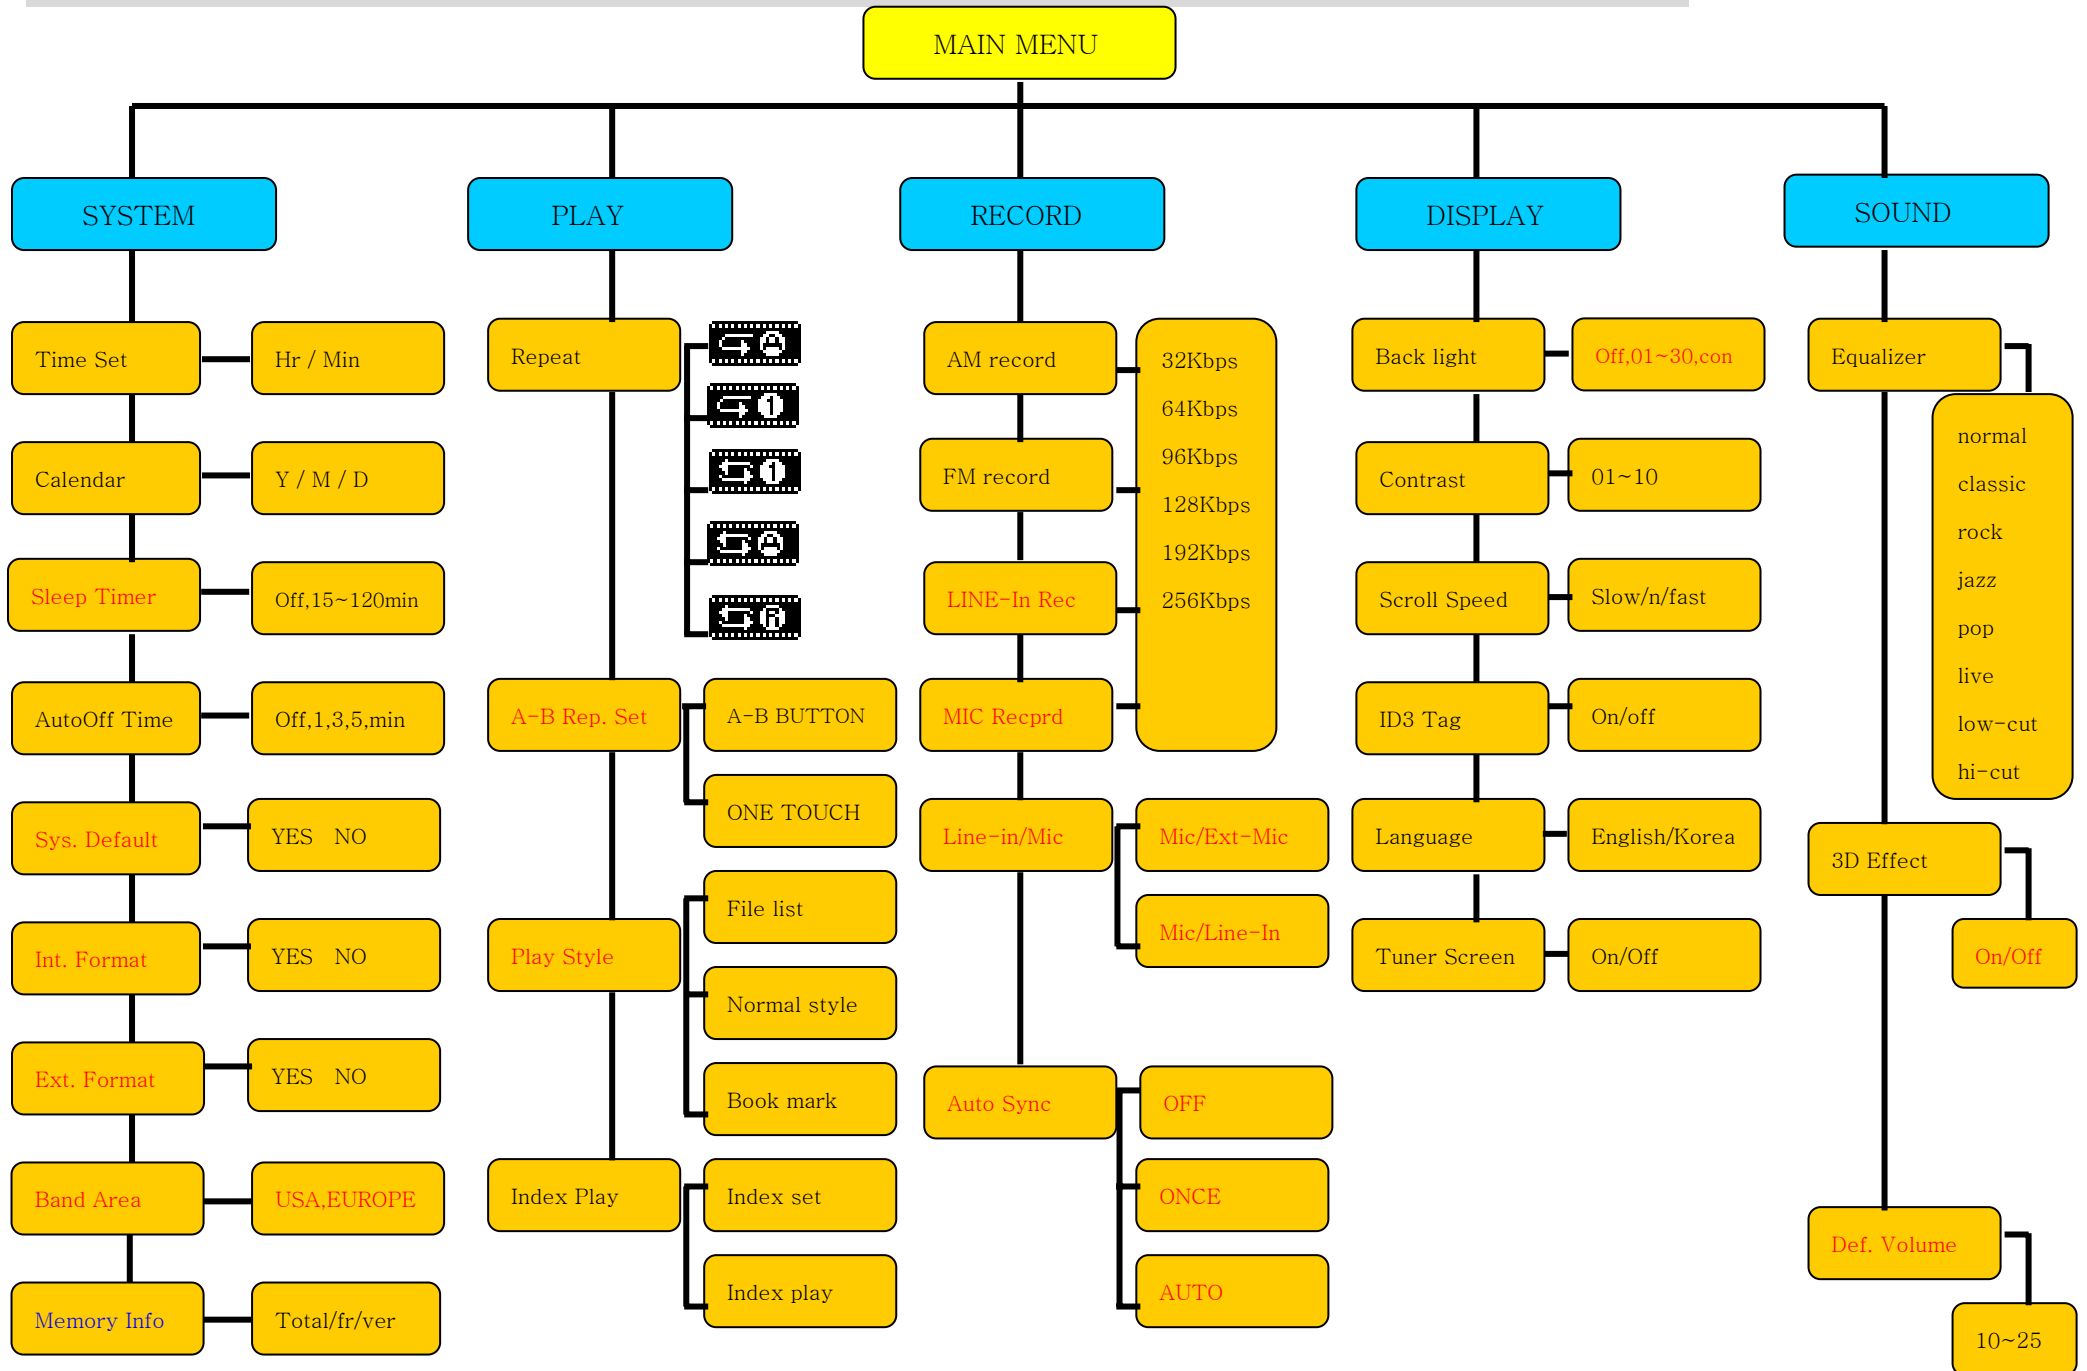 MAIN MENU
SYSTEM
Time Set
Hr / Min
Calendar
Y / M / D
Sleep Timer
Off,15~120min
AutoOff Time
Off,1,3,5,min
Sys. Default
YES NO
Int. Format
YES NO
Ext. Format
YES NO
Band Area
USA,EUROPE
Memory Info
Total/fr/ver
PLAY
Repeat
A
1
1
A
R
A-B Rep. Set
A-B BUTTON
ONE TOUCH
Play Style
File list
Normal style
Book mark
Index Play
Index set
Index play
RECORD
AM record
FM record
LINE-In Rec
MIC Recprd
32Kbps
64Kbps
96Kbps
128Kbps
192Kbps
256Kbps
Line-in/Mic
Mic/Ext-Mic
Mic/Line-In
Auto Sync
OFF
ONCE
AUTO
DISPLAY
Back light
Off,01~30,con
Contrast
01~10
Scroll Speed
Slow/n/fast
ID3 Tag
On/off
Language
English/Korea
Tuner Screen
On/Off
SOUND
Equalizer
normal
classic
rock
jazz
pop
live
low-cut
hi-cut
3D Effect
On/Off
Def. Volume
10~25